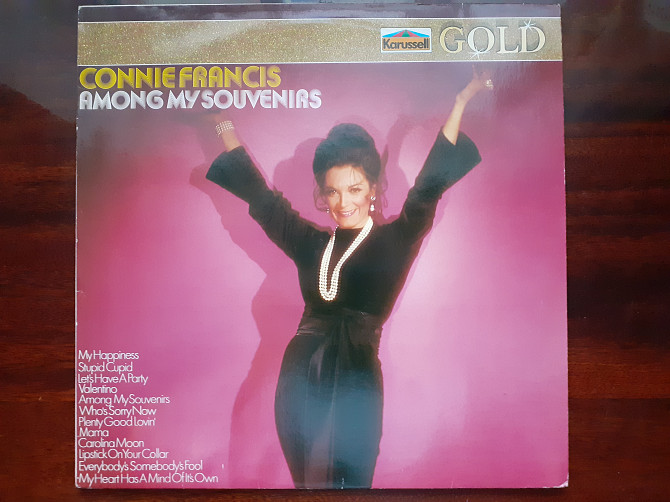 Karussell GOLD
CONNIE FRANCIS
AMONG MY SOUVENIRS
My Happiness
Stupid Cupid
Let's Have A Party
Valentino
Among My Souvenirs
Who's Sorry Now
Plenty Good Lovin'
Mama
Carolina Moon
Lipstick On Your Collar
Everybody's Somebody's Fool
My Heart Has A Mind Of It's Own